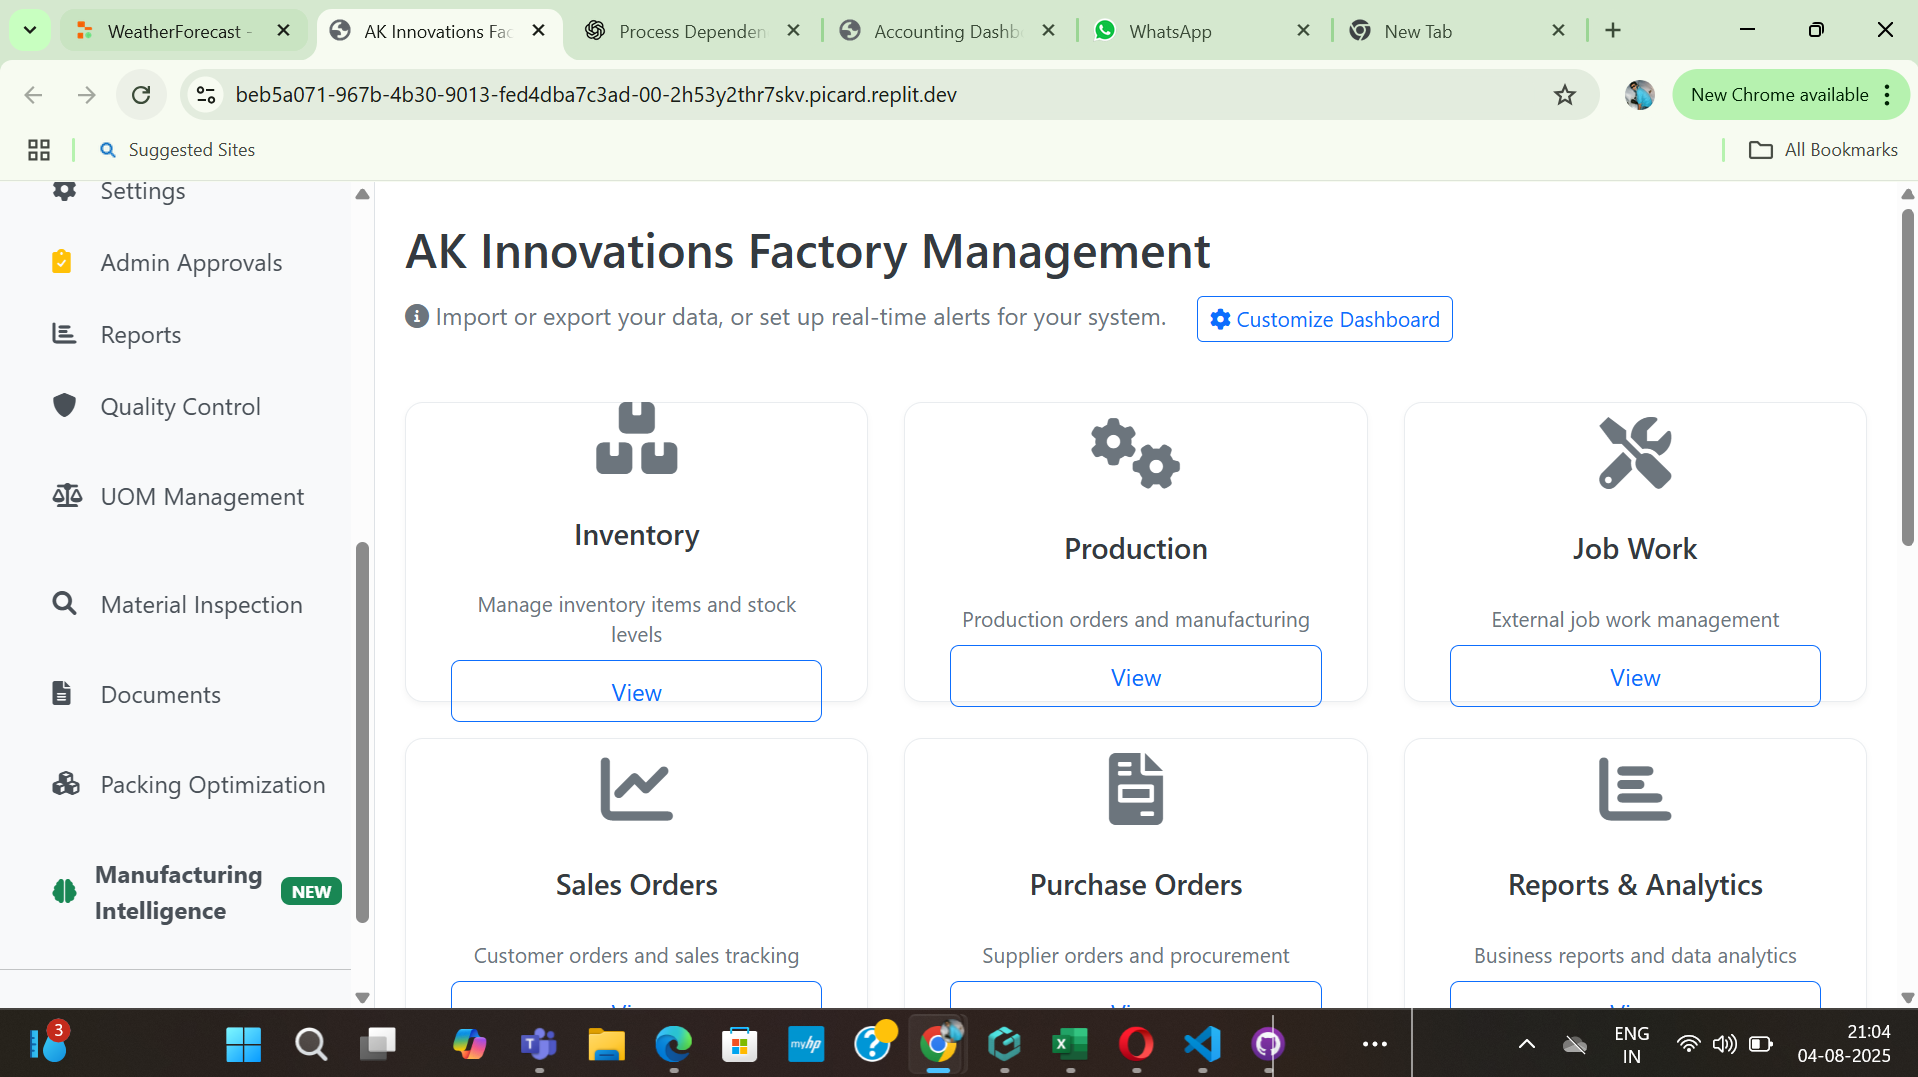 WeatherForecast -
AK Innovations Fac
Process Dependen
Accounting Dashb
WhatsApp
New Tab
beb5a071-967b-4b30-9013-fed4dba7c3ad-00-2h53y2thr7skv.picard.replit.dev
New Chrome available
Suggested Sites
All Bookmarks
Settings
Admin Approvals
Reports
Quality Control
UOM Management
Material Inspection
Documents
Packing Optimization
Manufacturing
Intelligence
NEW
AK Innovations Factory Management
Import or export your data, or set up real-time alerts for your system.
Customize Dashboard
Inventory
Manage inventory items and stock
levels
View
Production
Production orders and manufacturing
View
Job Work
External job work management
View
Sales Orders
Customer orders and sales tracking
Purchase Orders
Supplier orders and procurement
Reports & Analytics
Business reports and data analytics
3
myhp
ENG
IN
21:04
04-08-2025